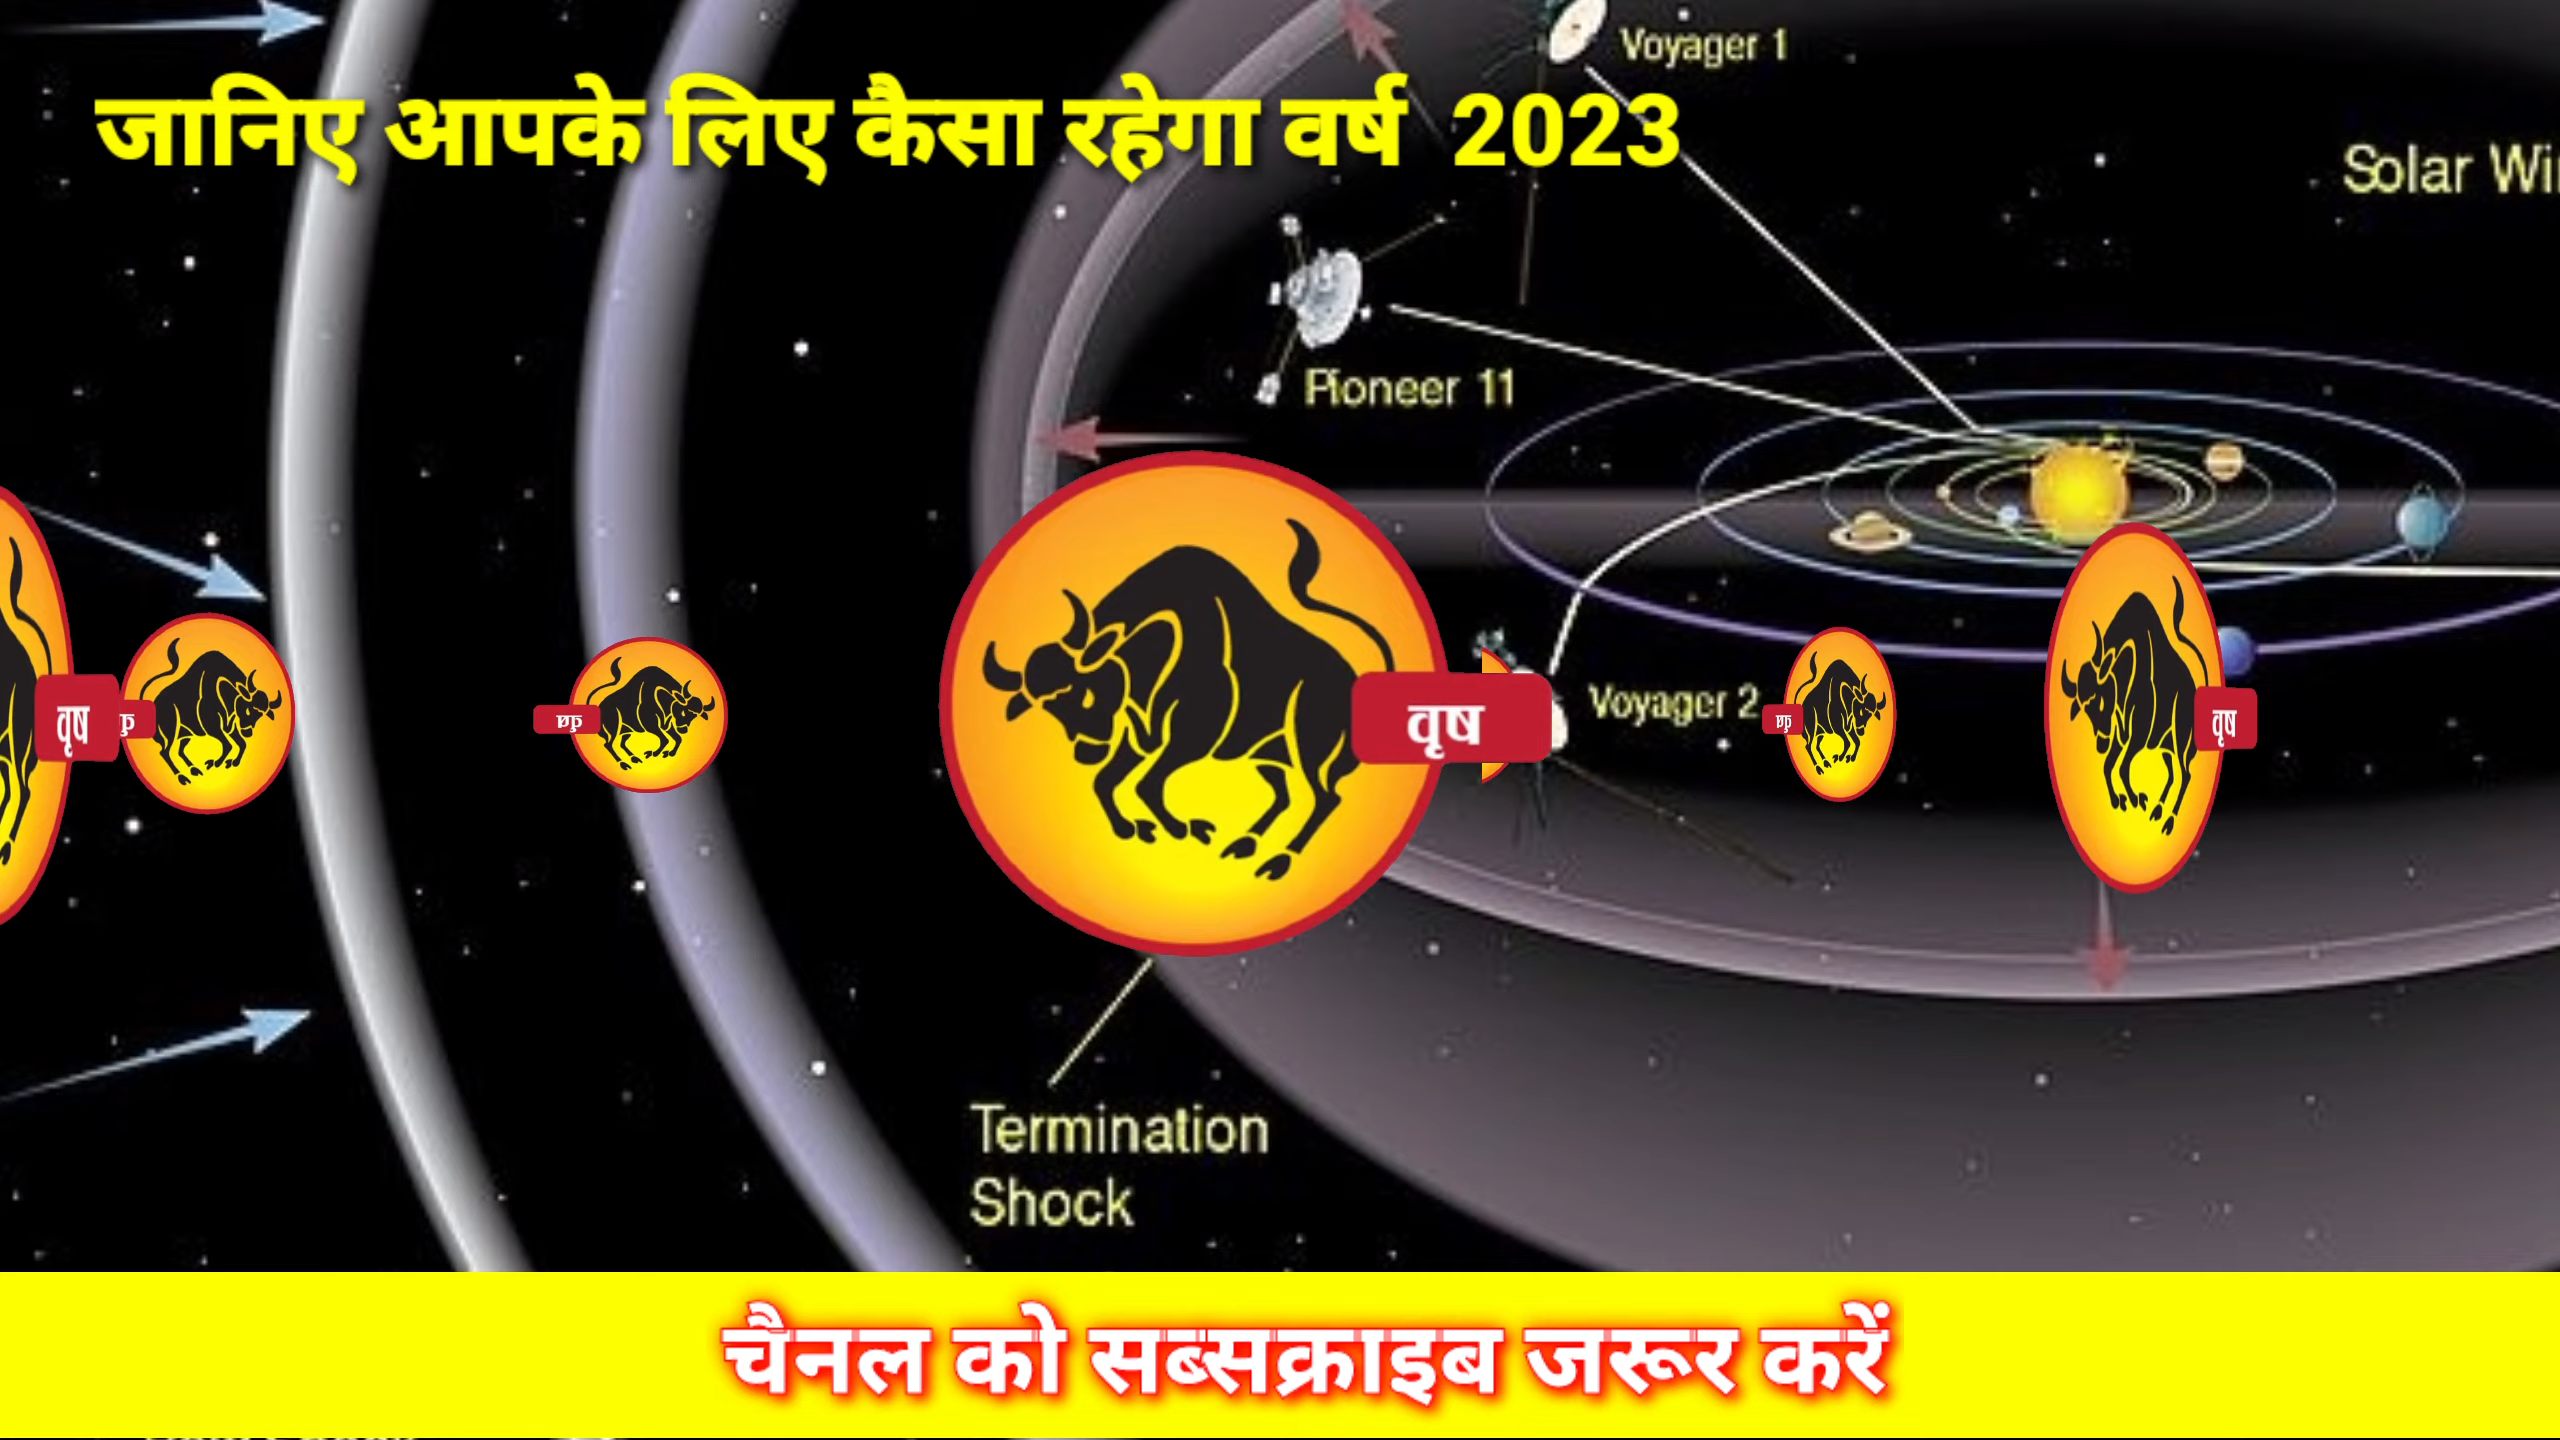 Voyager 1
जानिए आपके लिए कैसा रहेगा वर्ष 2023
Solar Wi
Pioneer 11
वृष
वृष
वृष
वृष
Voyager 2
वृष
वृष
Termination
Shock
चैनल को सब्सक्राइब जरूर करें